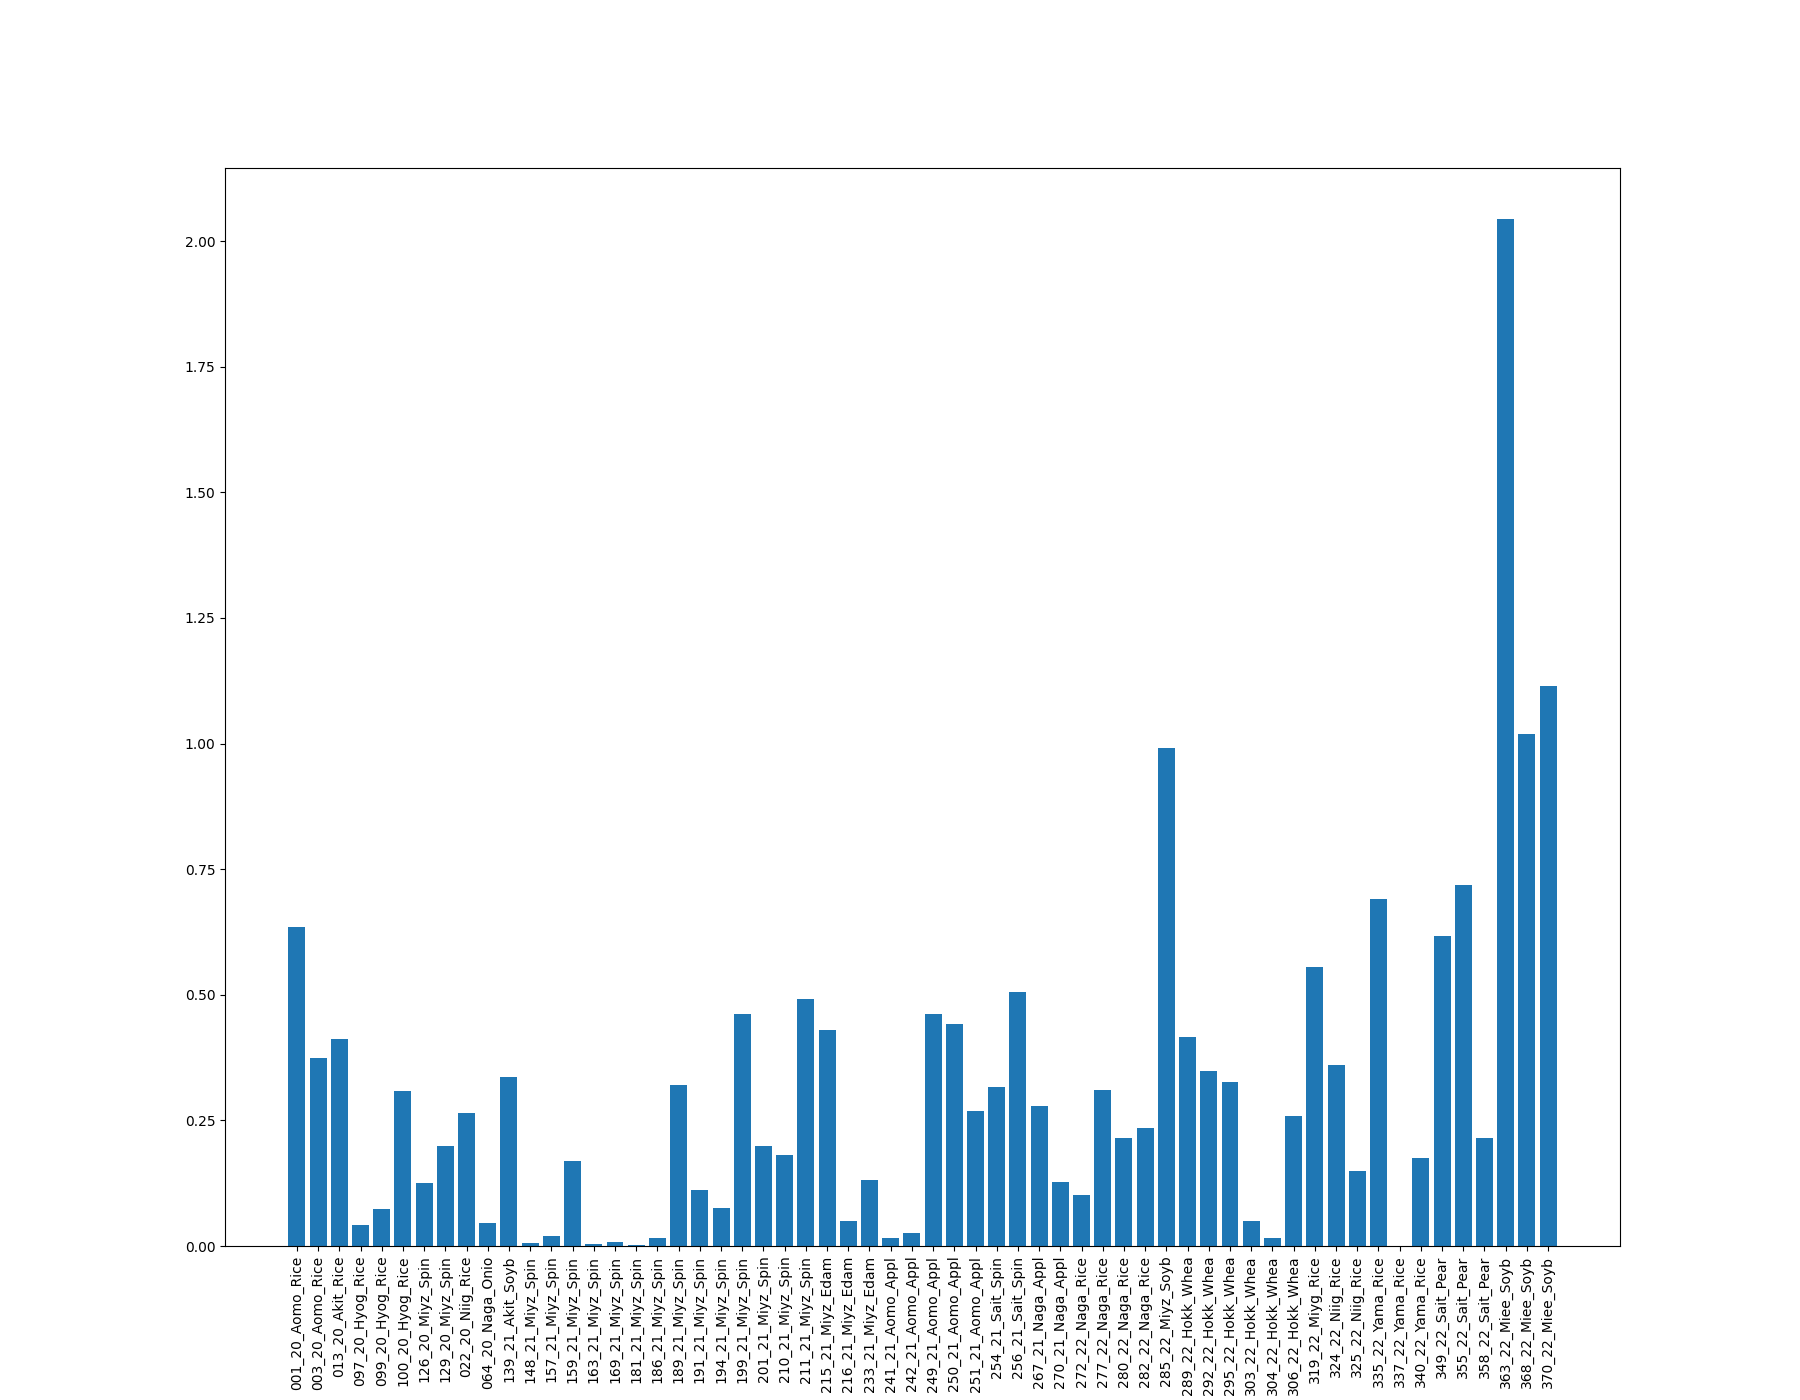 2.00
1.75
1.50
1.25
1.00
0.75
0.50
0.25
0.00
001_20_Aomo_Rice
003_20_Aomo_Rice
013_20_Akit_Rice
097_20_Hyog_Rice
099_20_Hyog_Rice
100_20_Hyog_Rice
126_20_Miyz_Spin
129_20_Miyz_Spin
022_20_Niig_Rice
064_20_Naga_Onio
139_21_Akit_Soyb
148_21_Miyz_Spin
157_21_Miyz_Spin
159_21_Miyz_Spin
163_21_Miyz_Spin
169_21_Miyz_Spin
181_21_Miyz_Spin
186_21_Miyz_Spin
189_21_Miyz_Spin
191_21_Miyz_Spin
194_21_Miyz_Spin
199_21_Miyz_Spin
201_21_Miyz_Spin
210_21_Miyz_Spin
211_21_Miyz_Spin
215_21_Miyz_Edam
216_21_Miyz_Edam
233_21_Miyz_Edam
241_21_Aomo_Appl
242_21_Aomo_Appl
249_21_Aomo_Appl
250_21_Aomo_Appl
251_21_Aomo_Appl
254_21_Sait_Spin
256_21_Sait_Spin
267_21_Naga_Appl
270_21_Naga_Appl
272_22_Naga_Rice
277_22_Naga_Rice
280_22_Naga_Rice
282_22_Naga_Rice
285_22_Miyz_Soyb
289_22_Hokk_Whea
292_22_Hokk_Whea
295_22_Hokk_Whea
303_22_Hokk_Whea
304_22_Hokk_Whea
306_22_Hokk_Whea
319_22_Miyg_Rice
324_22_Niig_Rice
325_22_Niig_Rice
335_22_Yama_Rice
337_22_Yama_Rice
340_22_Yama_Rice
349_22_Sait_Pear
355_22_Sait_Pear
358_22_Sait_Pear
363_22_Miee_Soyb
368_22_Miee_Soyb
370_22_Miee_Soyb